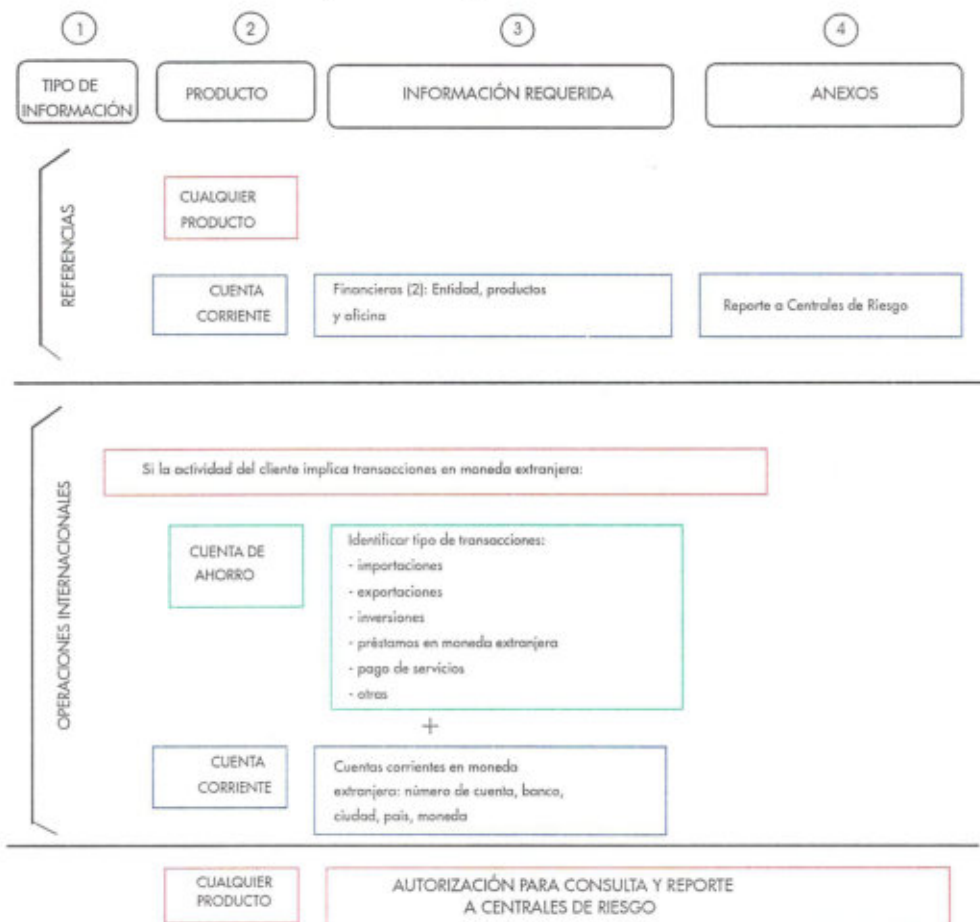 1
2
3
4
TIPO DE
INFORMACIÓN
PRODUCTO
INFORMACIÓN REQUERIDA
ANEXOS
REFERENCIAS
CUALQUIER
PRODUCTO
CUENTA
CORRIENTE
Financieras (2): Entidad, productos
y oficina
Reporte a Centrales de Riesgo
OPERACIONES INTERNACIONALES
Si la actividad del cliente implica transacciones en moneda extranjera:
CUENTA DE
AHORRO
Identificar tipo de transacciones:
- importaciones
- exportaciones
- inversiones
- préstamos en moneda extranjera
- pago de servicios
- otras
+
CUENTA
CORRIENTE
Cuentas corrientes en moneda
extranjera: número de cuenta, banco,
ciudad, país, moneda
CUALQUIER
PRODUCTO
AUTORIZACIÓN PARA CONSULTA Y REPORTE
A CENTRALES DE RIESGO